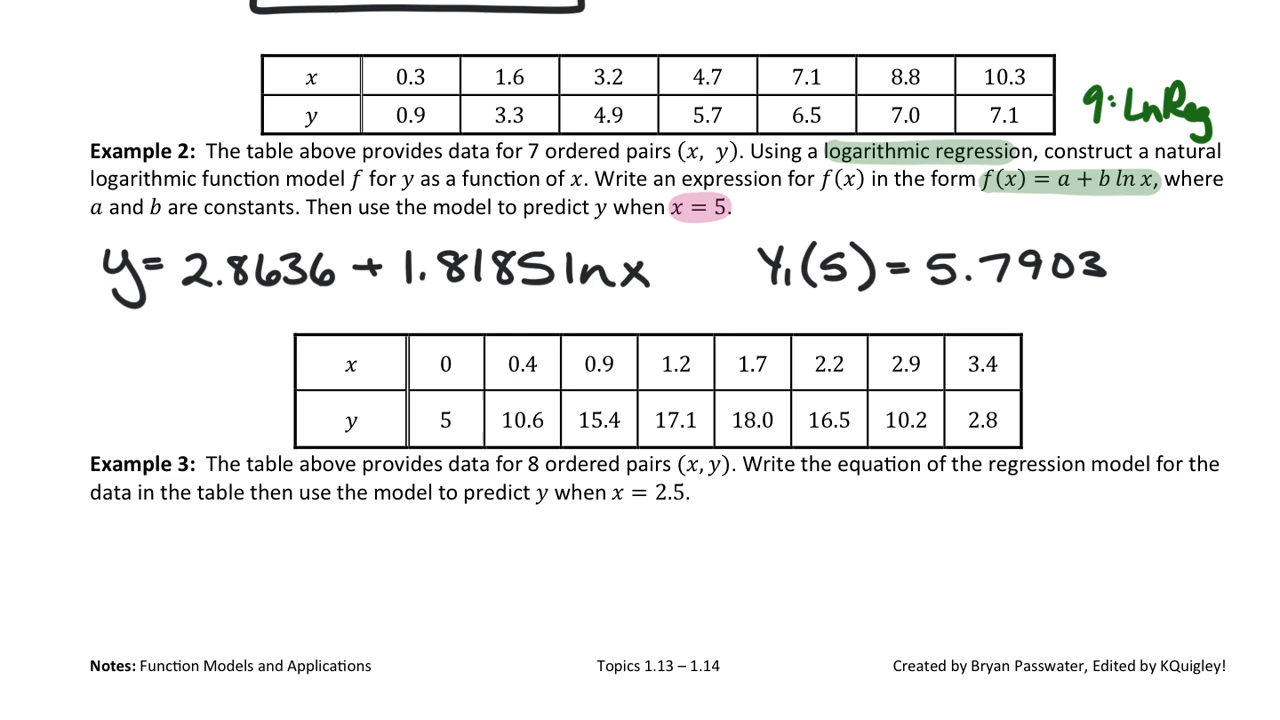 x 0.3 1.6 3.2 4.7 7.1 8.8 10.3
y 0.9 3.3 4.9 5.7 6.5 7.0 7.1
9: LnReg
Example 2: The table above provides data for 7 ordered pairs (x, y). Using a logarithmic regression, construct a natural
logarithmic function model f for y as a function of x. Write an expression for f(x) in the form f(x) = a + b ln x, where
a and b are constants. Then use the model to predict y when x = 5.
y = 2.8636 + 1.8185 ln x Y₁(5) = 5.7903
x 0 0.4 0.9 1.2 1.7 2.2 2.9 3.4
y 5 10.6 15.4 17.1 18.0 16.5 10.2 2.8
Example 3: The table above provides data for 8 ordered pairs (x, y). Write the equation of the regression model for the
data in the table then use the model to predict y when x = 2.5.
Notes: Function Models and Applications Topics 1.13 – 1.14 Created by Bryan Passwater, Edited by KQuigley!